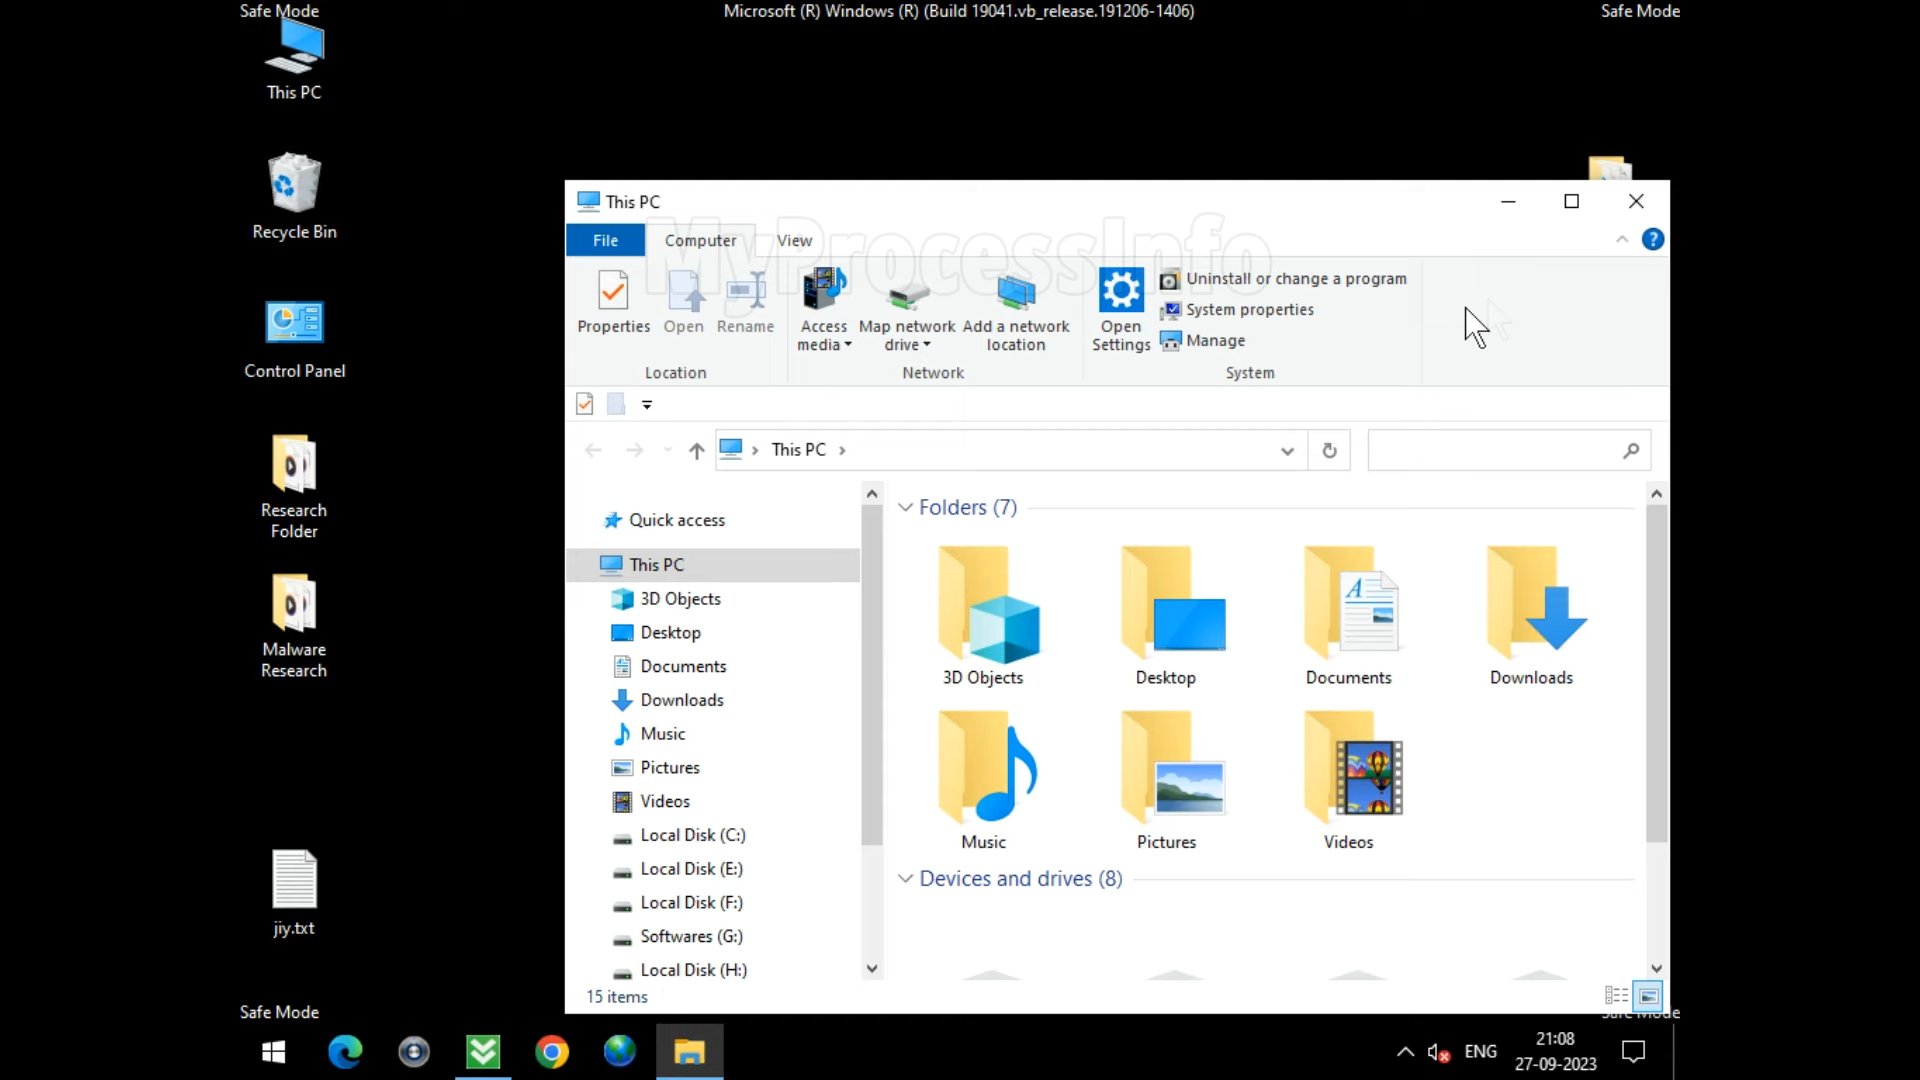 Safe Mode
Microsoft (R) Windows (R) (Build 19041.vb_release.191206-1406)
Safe Mode
This PC
Recycle Bin
Control Panel
Research
Folder
Malware
Research
jiy.txt
This PC
MyProcessInfo
File
Computer
View
Properties
Open
Rename
Access
media
Map network
drive
Add a network
location
Open
Settings
Uninstall or change a program
System properties
Manage
Location
Network
System
This PC
Quick access
This PC
3D Objects
Desktop
Documents
Downloads
Music
Pictures
Videos
Local Disk (C:)
Local Disk (E:)
Local Disk (F:)
Softwares (G:)
Local Disk (H:)
Folders (7)
3D Objects
Desktop
Documents
Downloads
Music
Pictures
Videos
Devices and drives (8)
15 items
Safe Mode
Safe Mode
ENG
21:08
27-09-2023